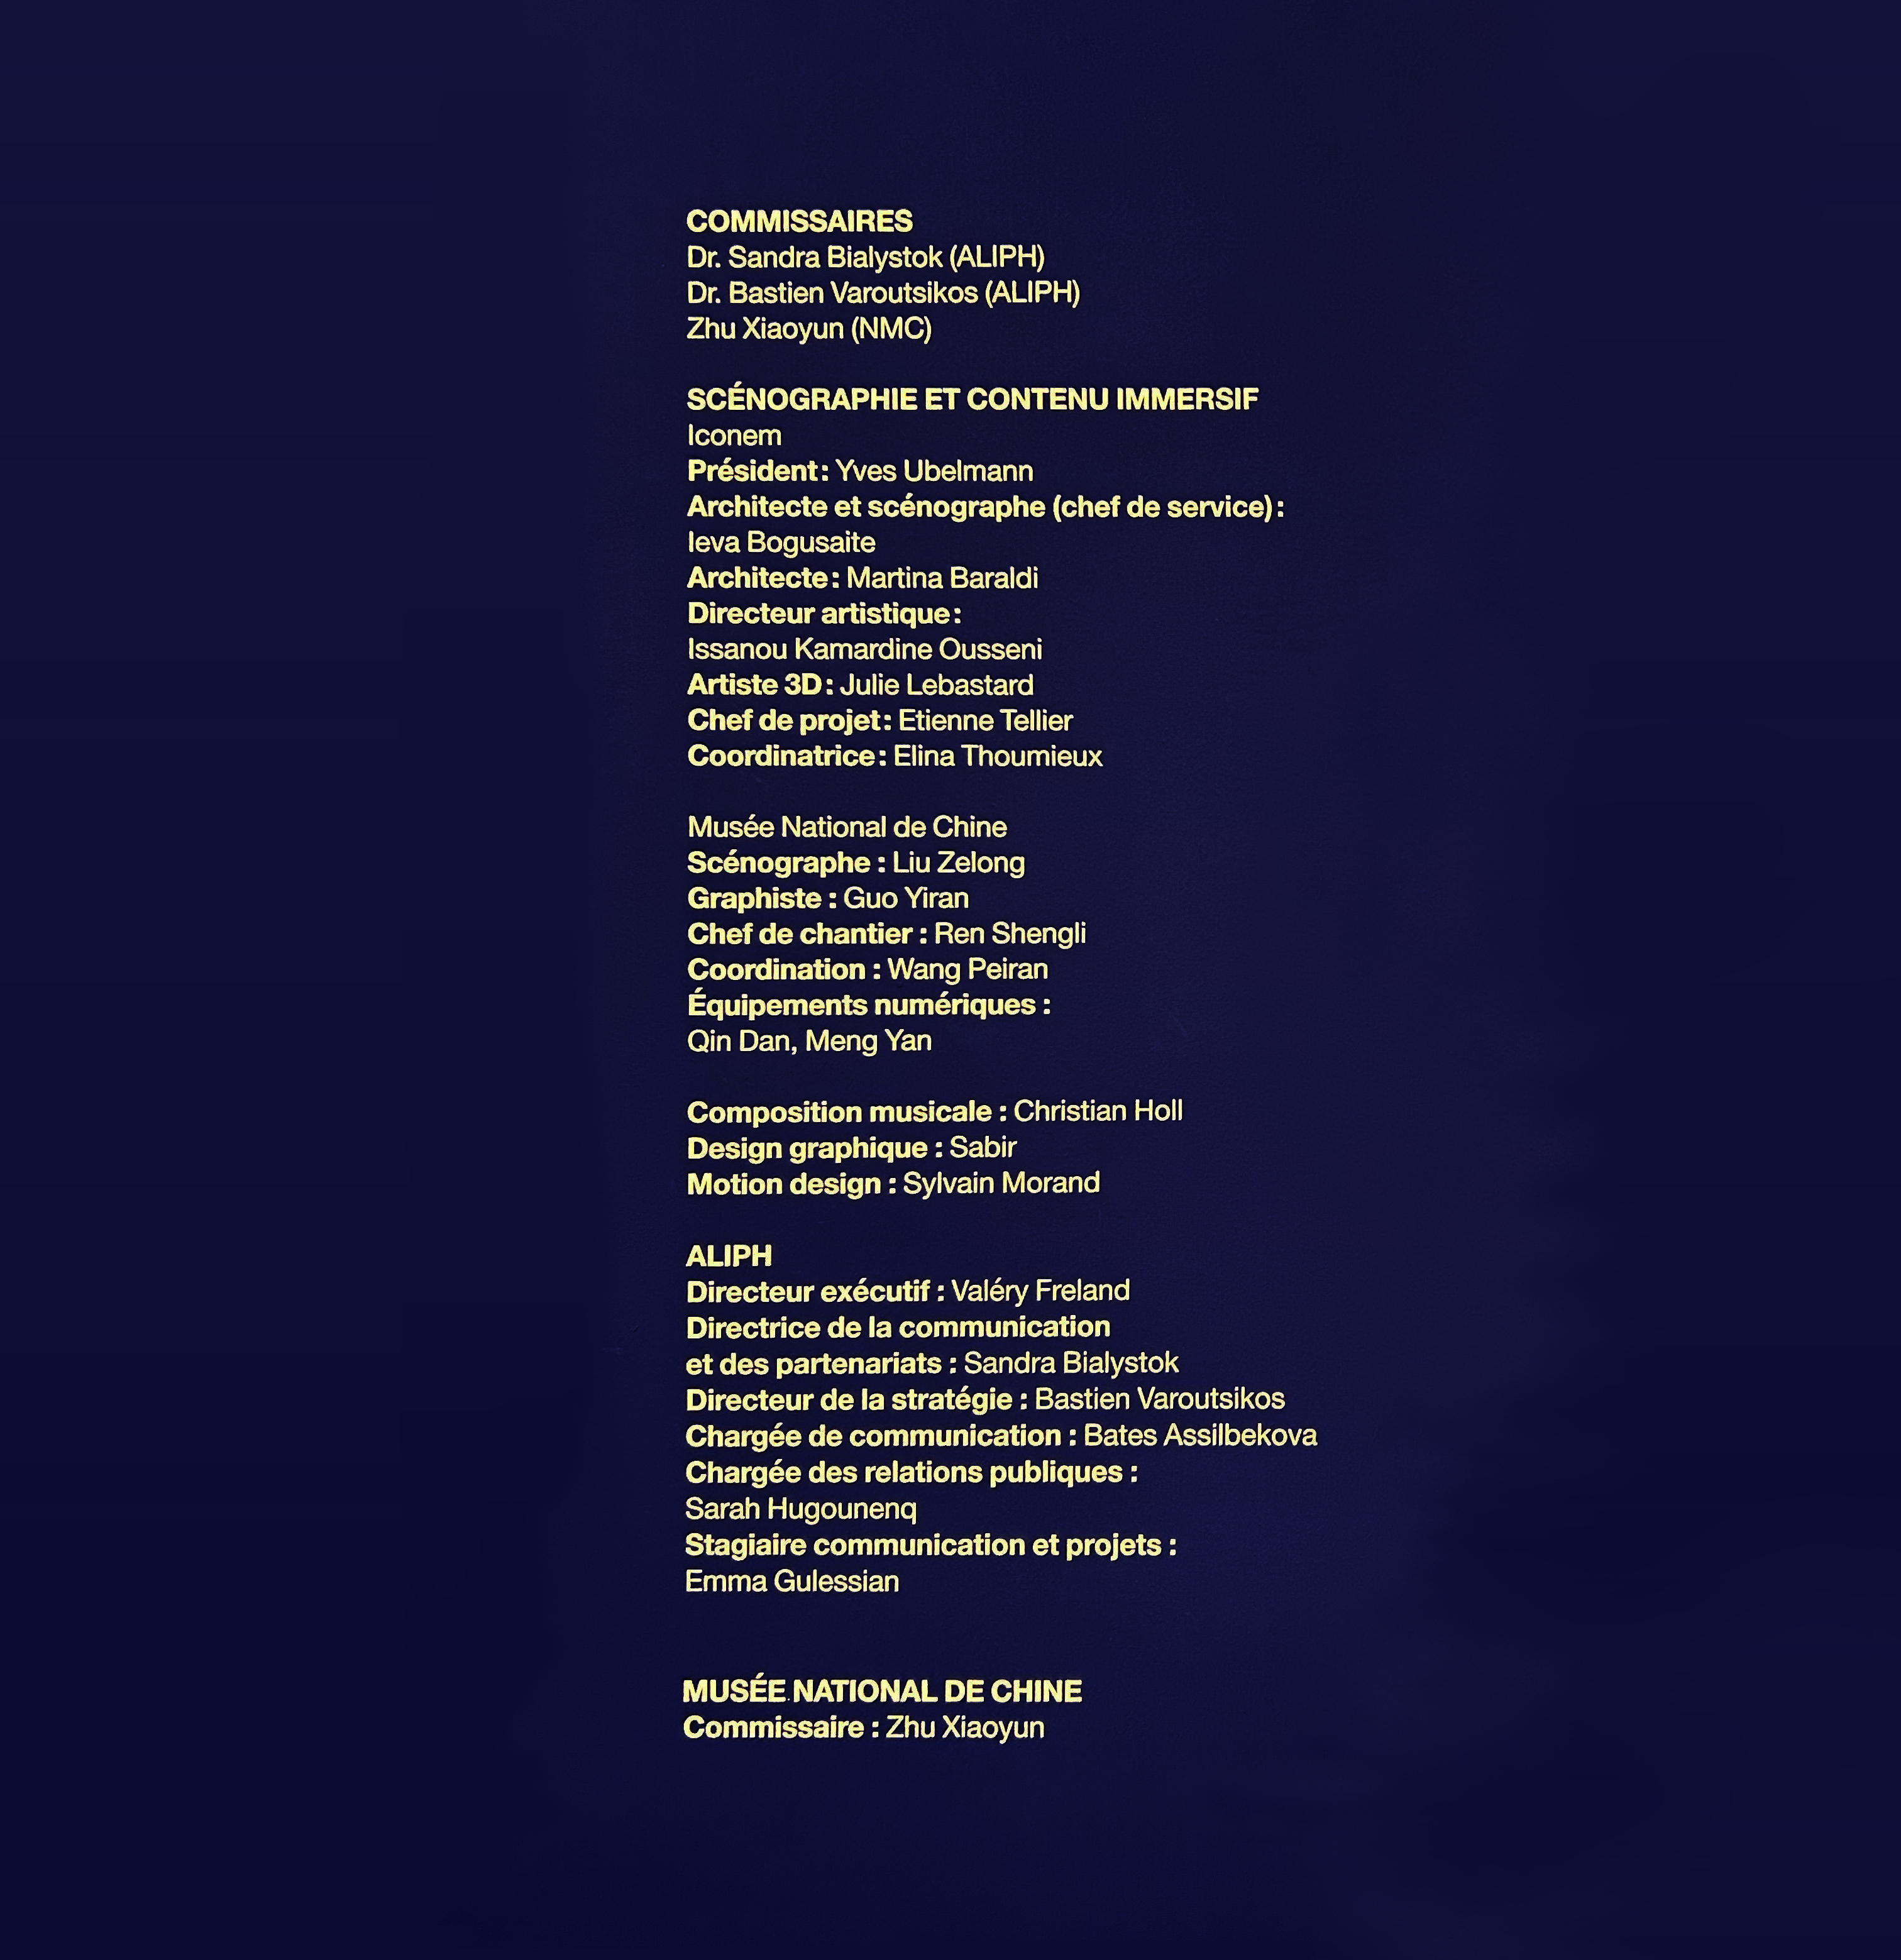 COMMISSAIRES
Dr. Sandra Bialystok (ALIPH)
Dr. Bastien Varoutsikos (ALIPH)
Zhu Xiaoyun (NMC)
SCÉNOGRAPHIE ET CONTENU IMMERSIF
Iconem
Président : Yves Ubelmann
Architecte et scénographe (chef de service) :
Ieva Bogusaite
Architecte : Martina Baraldi
Directeur artistique :
Issanou Kamardine Ousseni
Artiste 3D : Julie Lebastard
Chef de projet : Etienne Tellier
Coordinatrice : Elina Thoumieux
Musée National de Chine
Scénographe : Liu Zelong
Graphiste : Guo Yiran
Chef de chantier : Ren Shengli
Coordination : Wang Peiran
Équipements numériques :
Qin Dan, Meng Yan
Composition musicale : Christian Holl
Design graphique : Sabir
Motion design : Sylvain Morand
ALIPH
Directeur exécutif : Valéry Freland
Directrice de la communication
et des partenariats : Sandra Bialystok
Directeur de la stratégie : Bastien Varoutsikos
Chargée de communication : Bates Assilbekova
Chargée des relations publiques :
Sarah Hugounenq
Stagiaire communication et projets :
Emma Gulessian
MUSÉE NATIONAL DE CHINE
Commissaire : Zhu Xiaoyun